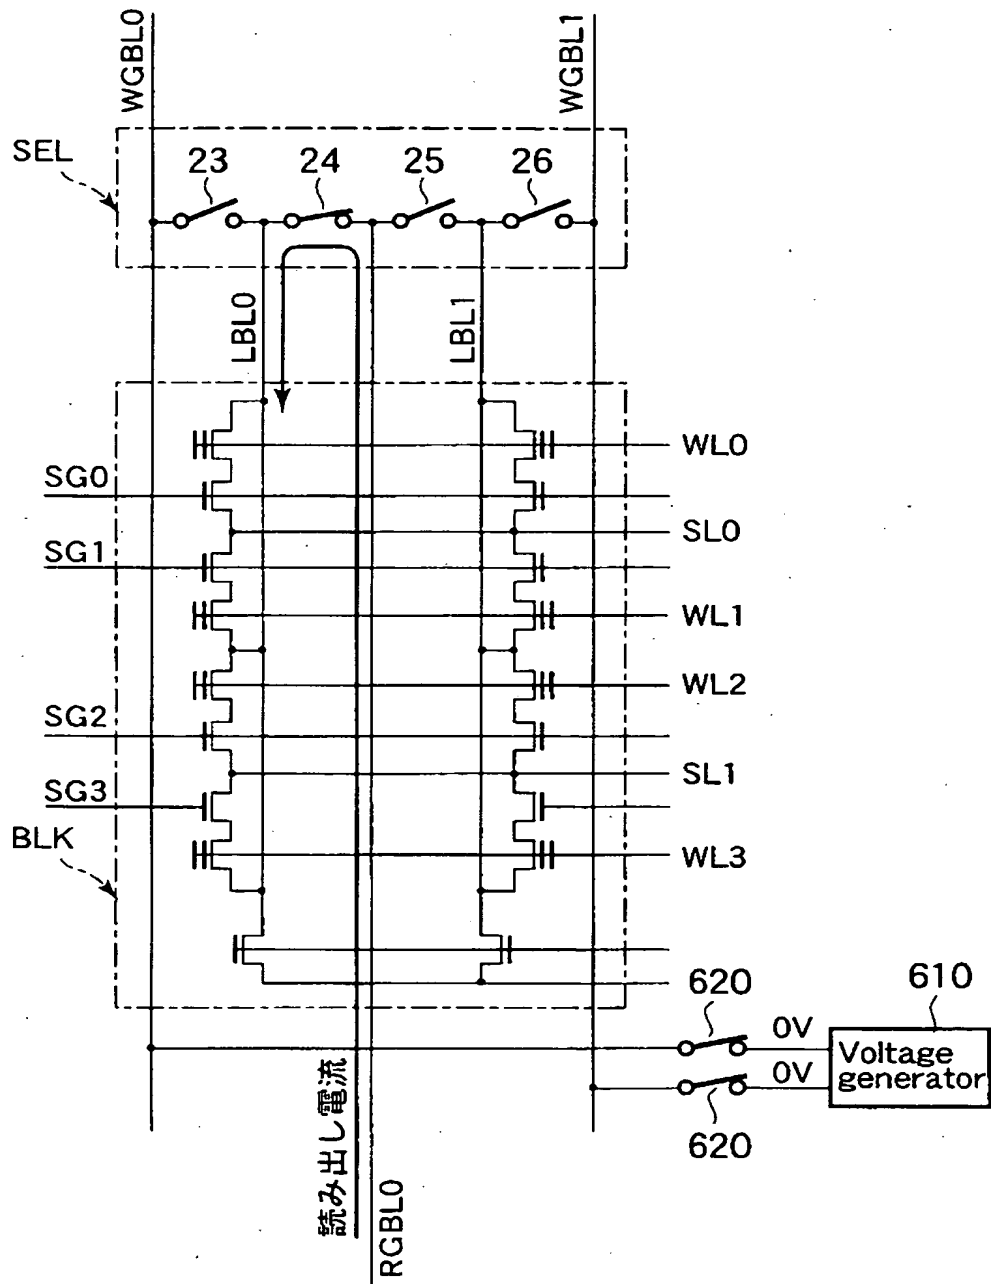 WGBL0
WGBL1
SEL
23
24
25
26
LBL0
LBL1
WL0
SG0
SL0
SG1
WL1
WL2
SG2
SL1
SG3
BLK
WL3
620
0V
610
Voltage
generator
0V
620
読み出し電流
RGBL0